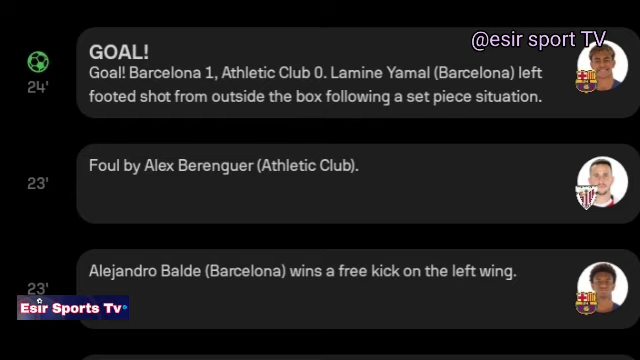 @esir sport TV
GOAL!
24'
Goal! Barcelona 1, Athletic Club 0. Lamine Yamal (Barcelona) left
footed shot from outside the box following a set piece situation.
23'
Foul by Alex Berenguer (Athletic Club).
23'
Alejandro Balde (Barcelona) wins a free kick on the left wing.
Esir Sports Tv